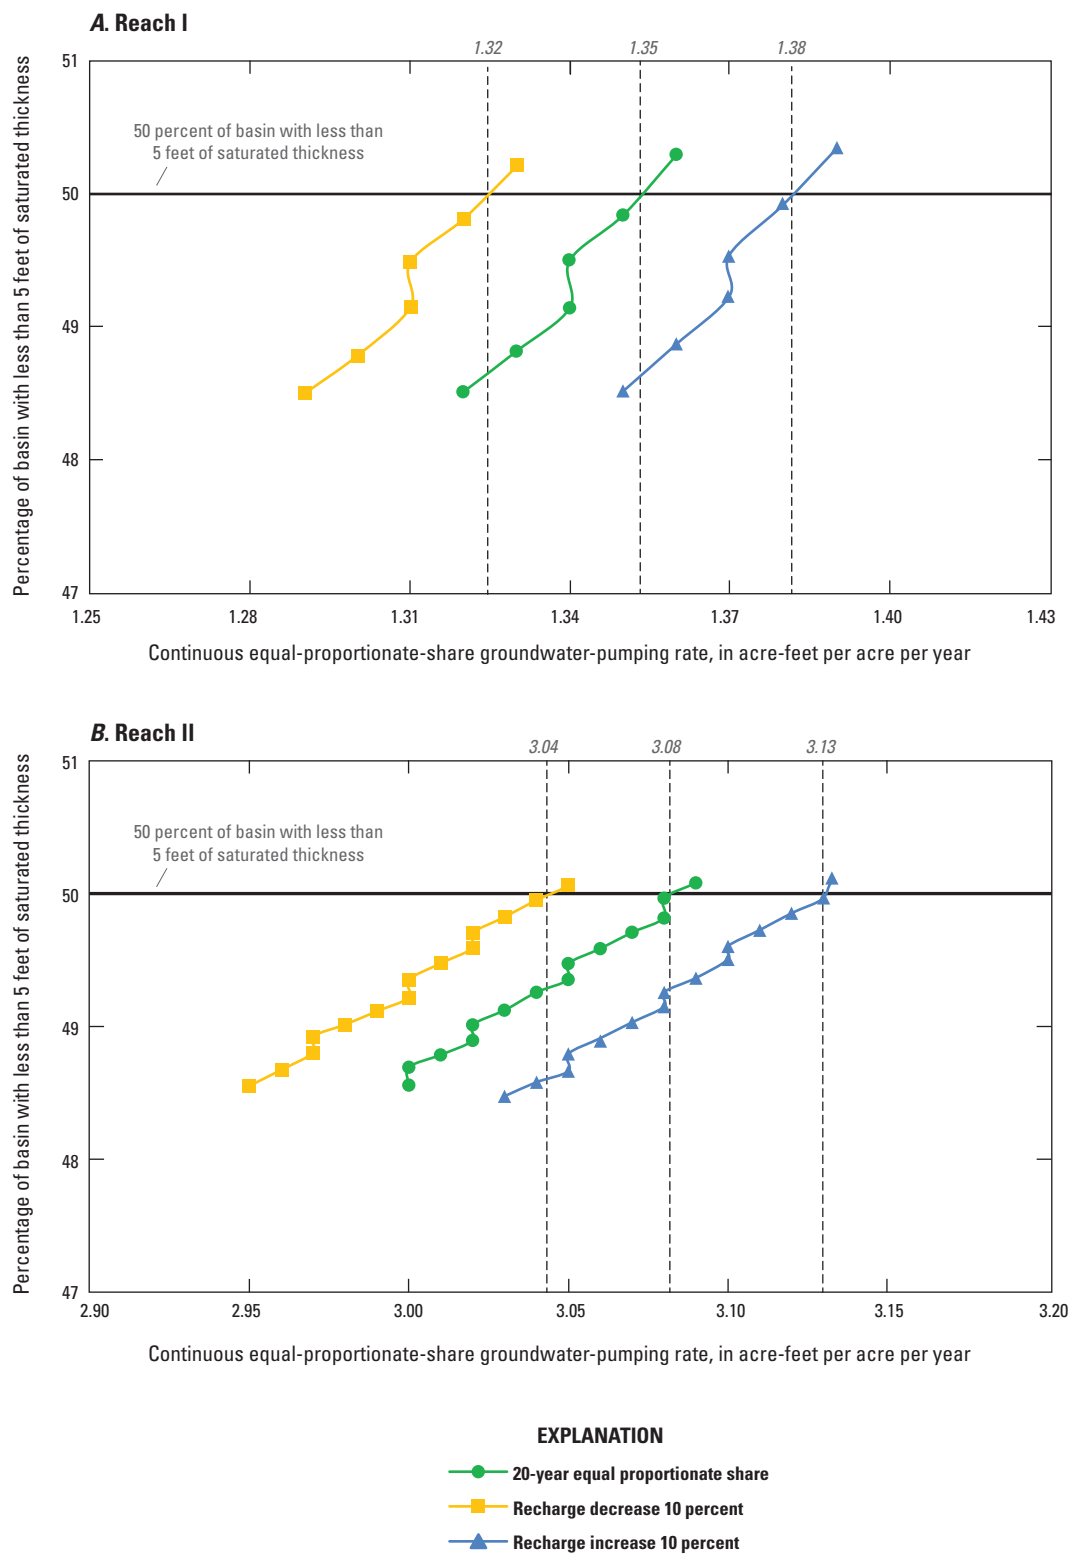 A. Reach I
1.32 1.35 1.38
51
50 percent of basin with less than
5 feet of saturated thickness
50
49
48
47
Percentage of basin with less than 5 feet of saturated thickness
1.25 1.28 1.31 1.34 1.37 1.40 1.43
Continuous equal-proportionate-share groundwater-pumping rate, in acre-feet per acre per year
B. Reach II
3.04 3.08 3.13
51
50 percent of basin with less than
5 feet of saturated thickness
50
49
48
47
Percentage of basin with less than 5 feet of saturated thickness
2.90 2.95 3.00 3.05 3.10 3.15 3.20
Continuous equal-proportionate-share groundwater-pumping rate, in acre-feet per acre per year
EXPLANATION
20-year equal proportionate share
Recharge decrease 10 percent
Recharge increase 10 percent